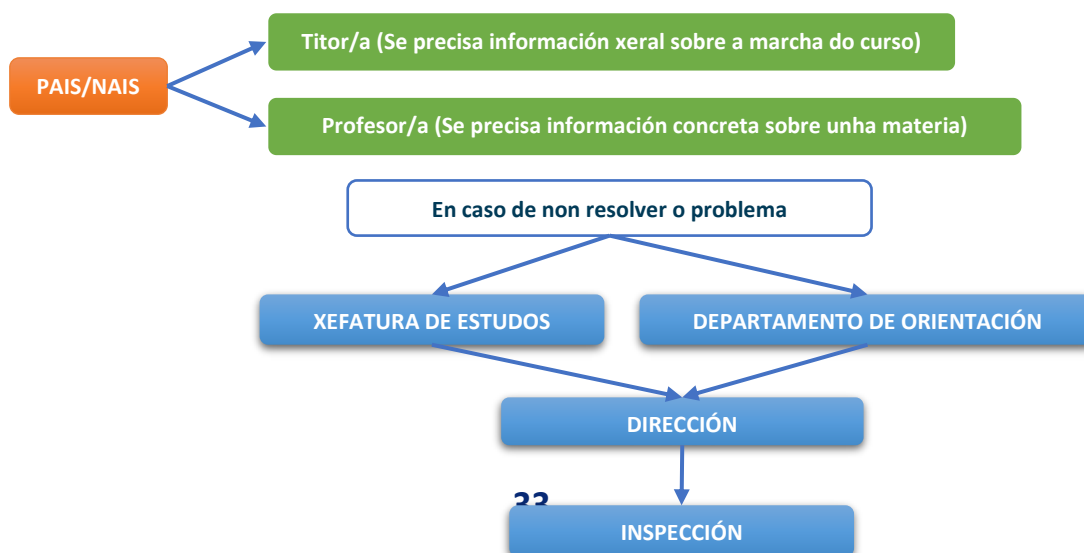 Titor/a (Se precisa información xeral sobre a marcha do curso)
PAIS/NAIS
Profesor/a (Se precisa información concreta sobre unha materia)
En caso de non resolver o problema
XEFATURA DE ESTUDOS
DEPARTAMENTO DE ORIENTACIÓN
DIRECCIÓN
33
INSPECCIÓN